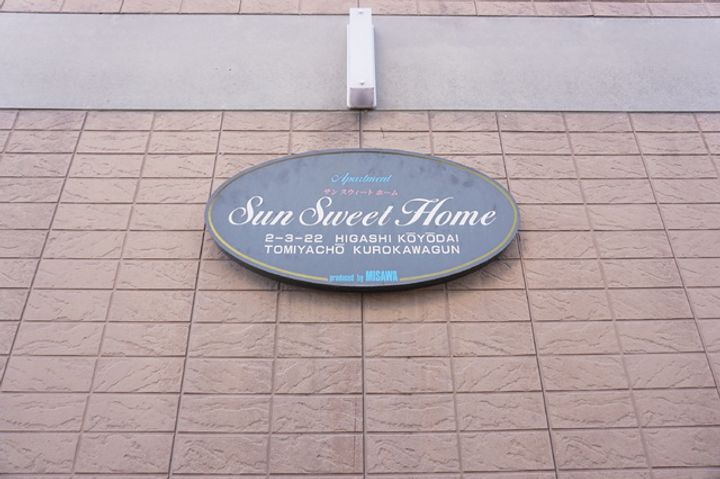 Apartment
サン スウィート ホーム
Sun Sweet Home
2-3-22 HIGASHI KŌYŌDAI
TOMIYACHŌ KUROKAWAGUN
produced by MISAWA